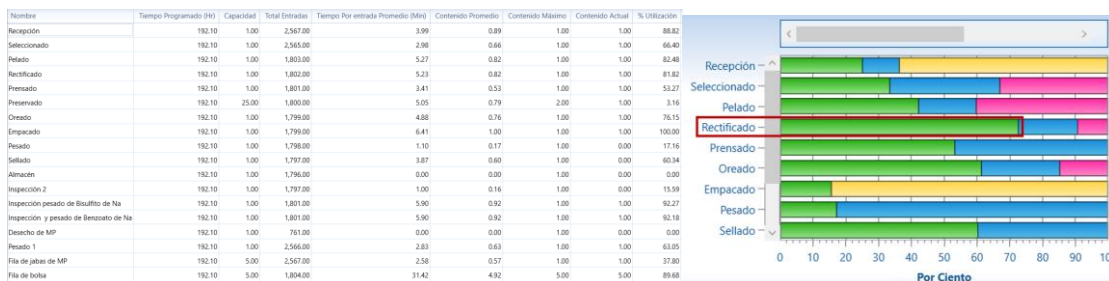 Nombre Tiempo Programado (Hr) Capacidad Total Entradas Tiempo Por entrada Promedio (Min) Contenido Promedio Contenido Máximo Contenido Actual % Utilización
Recepción 192.10 1.00 2,567.00 3.99 0.89 1.00 1.00 88.82
Seleccionado 192.10 1.00 2,565.00 2.98 0.66 1.00 1.00 66.40
Pelado 192.10 1.00 1,803.00 5.27 0.82 1.00 1.00 82.48
Rectificado 192.10 1.00 1,802.00 5.23 0.82 1.00 1.00 81.82
Prensado 192.10 1.00 1,801.00 3.41 0.53 1.00 1.00 53.27
Preservado 192.10 25.00 1,800.00 5.05 0.79 2.00 1.00 3.16
Oreado 192.10 1.00 1,799.00 4.88 0.76 1.00 1.00 76.15
Empacado 192.10 1.00 1,799.00 6.41 1.00 1.00 1.00 100.00
Pesado 192.10 1.00 1,798.00 1.10 0.17 1.00 0.00 17.16
Sellado 192.10 1.00 1,797.00 3.87 0.60 1.00 0.00 60.34
Almacén 192.10 1.00 1,796.00 0.00 0.00 1.00 0.00 0.00
Inspección 2 192.10 1.00 1,797.00 1.00 0.16 1.00 0.00 15.59
Inspección pesado de Bisulfito de Na 192.10 1.00 1,801.00 5.90 0.92 1.00 1.00 92.27
Inspección y pesado de Benzoato de Na 192.10 1.00 1,801.00 5.90 0.92 1.00 1.00 92.18
Desecho de MP 192.10 1.00 761.00 0.00 0.00 1.00 0.00 0.00
Pesado 1 192.10 1.00 2,566.00 2.83 0.63 1.00 1.00 63.05
Fila de jabas de MP 192.10 5.00 2,567.00 2.58 0.57 1.00 1.00 37.80
Fila de bolsa 192.10 5.00 1,804.00 31.42 4.92 5.00 5.00 89.68
Recepción
Seleccionado
Pelado
Rectificado
Prensado
Oreado
Empacado
Pesado
Sellado
0 10 20 30 40 50 60 70 80 90 10
Por Ciento